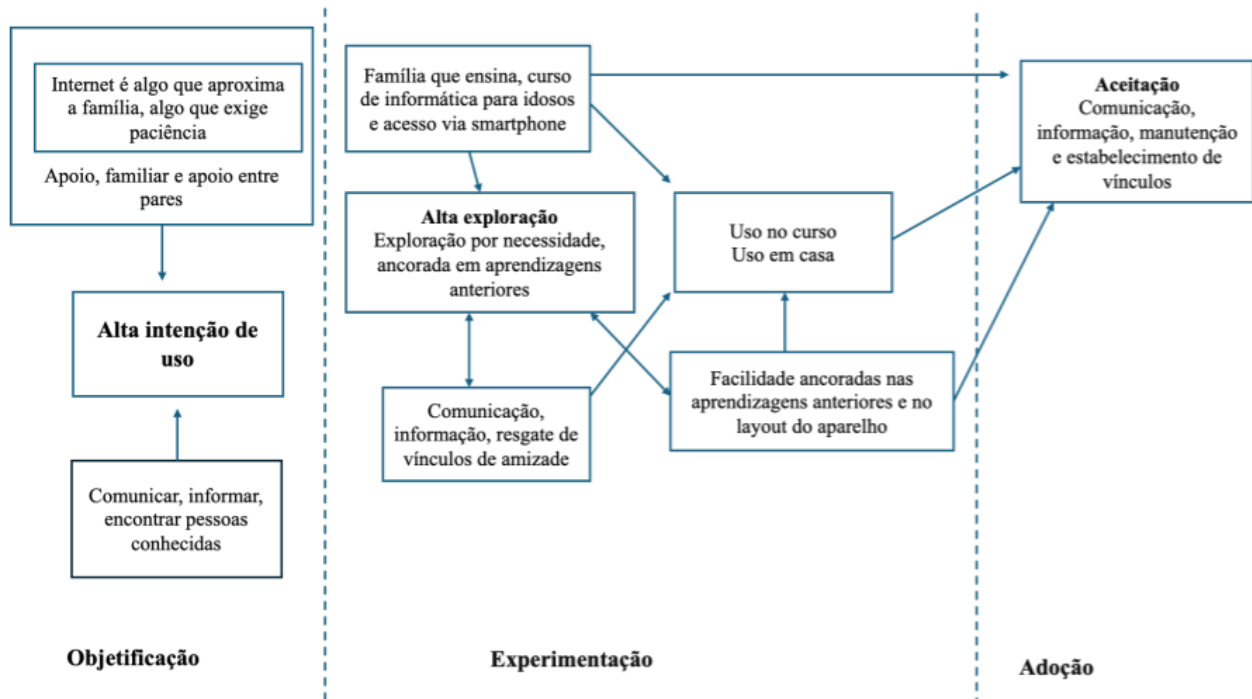 Internet é algo que aproxima
a família, algo que exige
paciência
Apoio, familiar e apoio entre
pares
Alta intenção de
uso
Comunicar, informar,
encontrar pessoas
conhecidas
Objetificação
Família que ensina, curso
de informática para idosos
e acesso via smartphone
Alta exploração
Exploração por necessidade,
ancorada em aprendizagens
anteriores
Comunicação,
informação, resgate de
vínculos de amizade
Uso no curso
Uso em casa
Facilidade ancoradas nas
aprendizagens anteriores e no
layout do aparelho
Experimentação
Aceitação
Comunicação,
informação, manutenção
e estabelecimento de
vínculos
Adoção